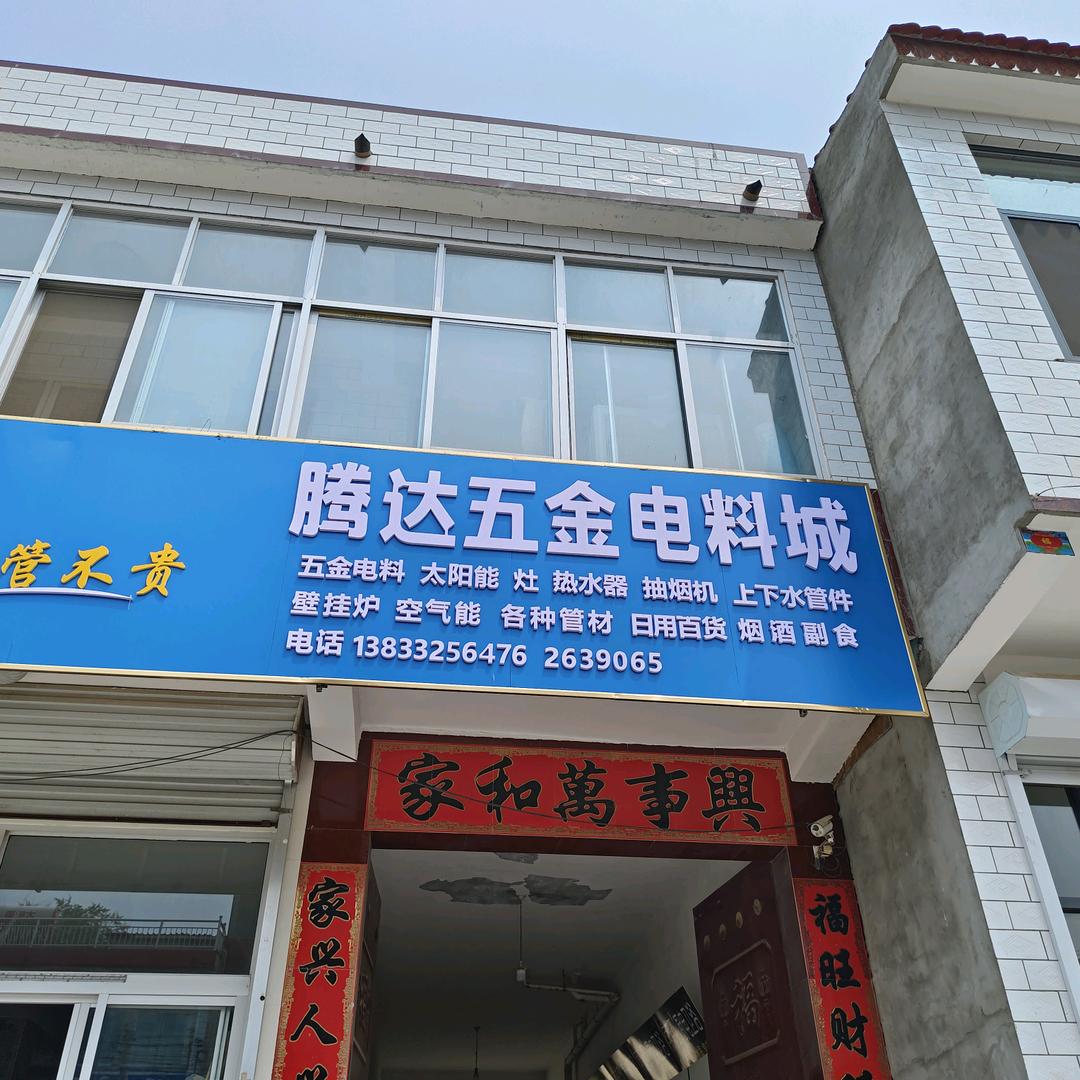 管不贵
腾达五金电料城
五金电料 太阳能 灶 热水器 抽烟机 上下水管件
壁挂炉 空气能 各种管材 日用百货 烟酒副食
电话 13833256476 2639065
家和萬事興
家兴人兴
福旺财
福